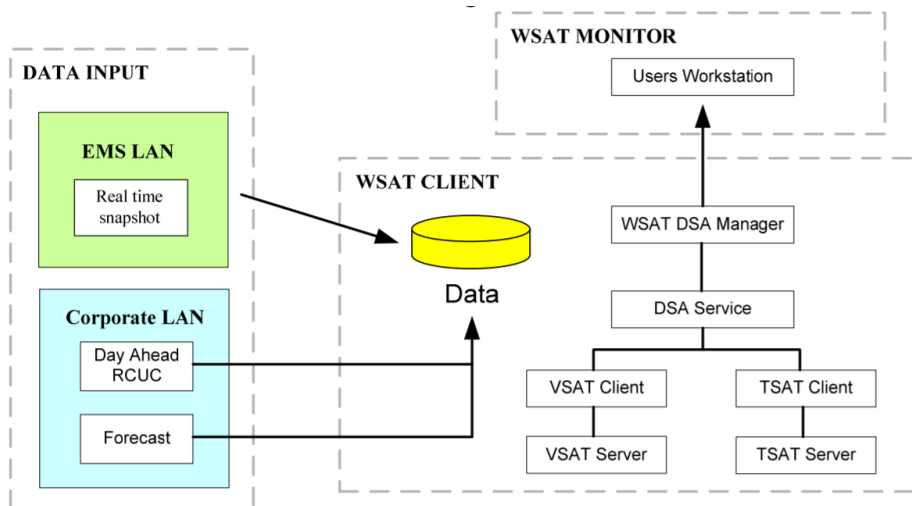 WSAT MONITOR
Users Workstation
DATA INPUT
EMS LAN
Real time
snapshot
Corporate LAN
Day Ahead
RCUC
Forecast
WSAT CLIENT
Data
WSAT DSA Manager
DSA Service
VSAT Client
TSAT Client
VSAT Server
TSAT Server